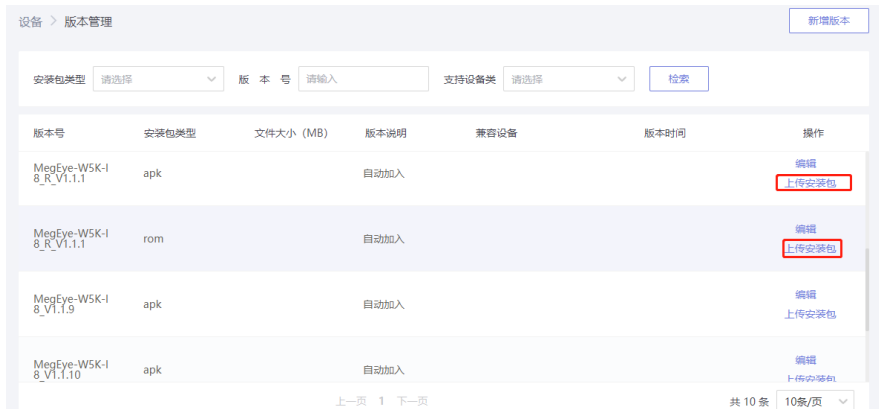 设备 > 版本管理 新增版本
安装包类型 请选择 版 本 号 请输入 支持设备类 请选择 检索
版本号 安装包类型 文件大小（MB） 版本说明 兼容设备 版本时间 操作
MegEye-W5K-I
8_R_V1.1.1 apk 自动加入 编辑
上传安装包
MegEye-W5K-I
8_R_V1.1.1 rom 自动加入 编辑
上传安装包
MegEye-W5K-I
8_V1.1.9 apk 自动加入 编辑
上传安装包
MegEye-W5K-I
8_V1.1.10 apk 自动加入 编辑
上传安装包
上一页 1 下一页 共 10 条 10条/页